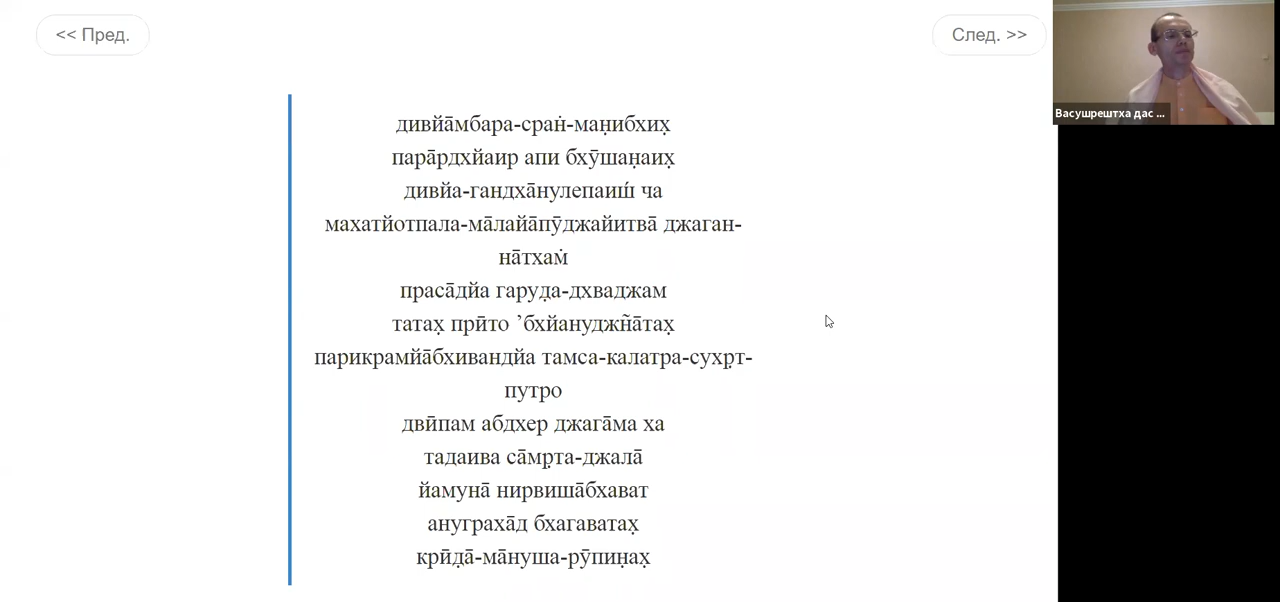 << Пред.
След. >>
Васушрештха дас ...
дивйа̄мбара-сран̇-ман̣ибхих̣
пара̄рдхйаир апи бхӯшан̣аих̣
дивйа-гандха̄нулепаиш́ ча
махатйотпала-ма̄лайа̄пӯджайитва̄ джаган-
на̄тхам̇
праса̄дйа гаруд̣а-дхваджам
татах̣ прӣто ’бхйануджн̃а̄тах̣
парикрамйа̄бхивандйа тамса-калатра-сухр̣т-
путро
двӣпам абдхер джага̄ма ха
тадаива са̄мр̣та-джала̄
йамуна̄ нирвиша̄бхават
ануграха̄д бхагаватах̣
крӣд̣а̄-ма̄нуша-рӯпин̣ах̣